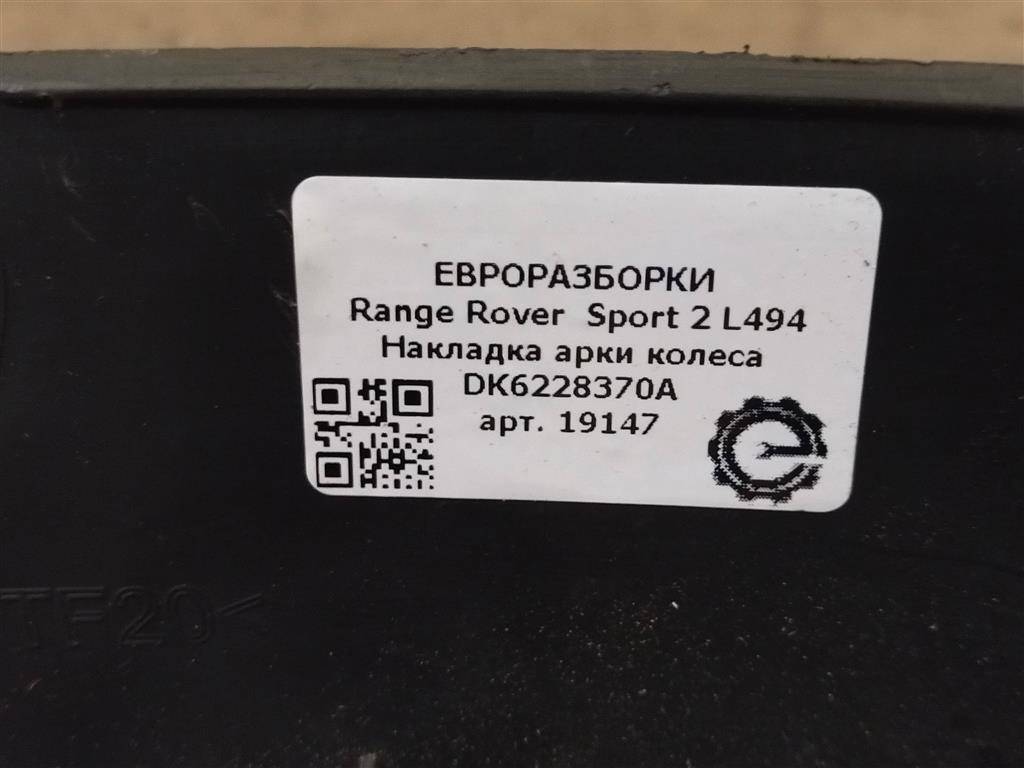 ЕВРОРАЗБОРКИ
Range Rover Sport 2 L494
Накладка арки колеса
DK6228370A
арт. 19147
TF20<